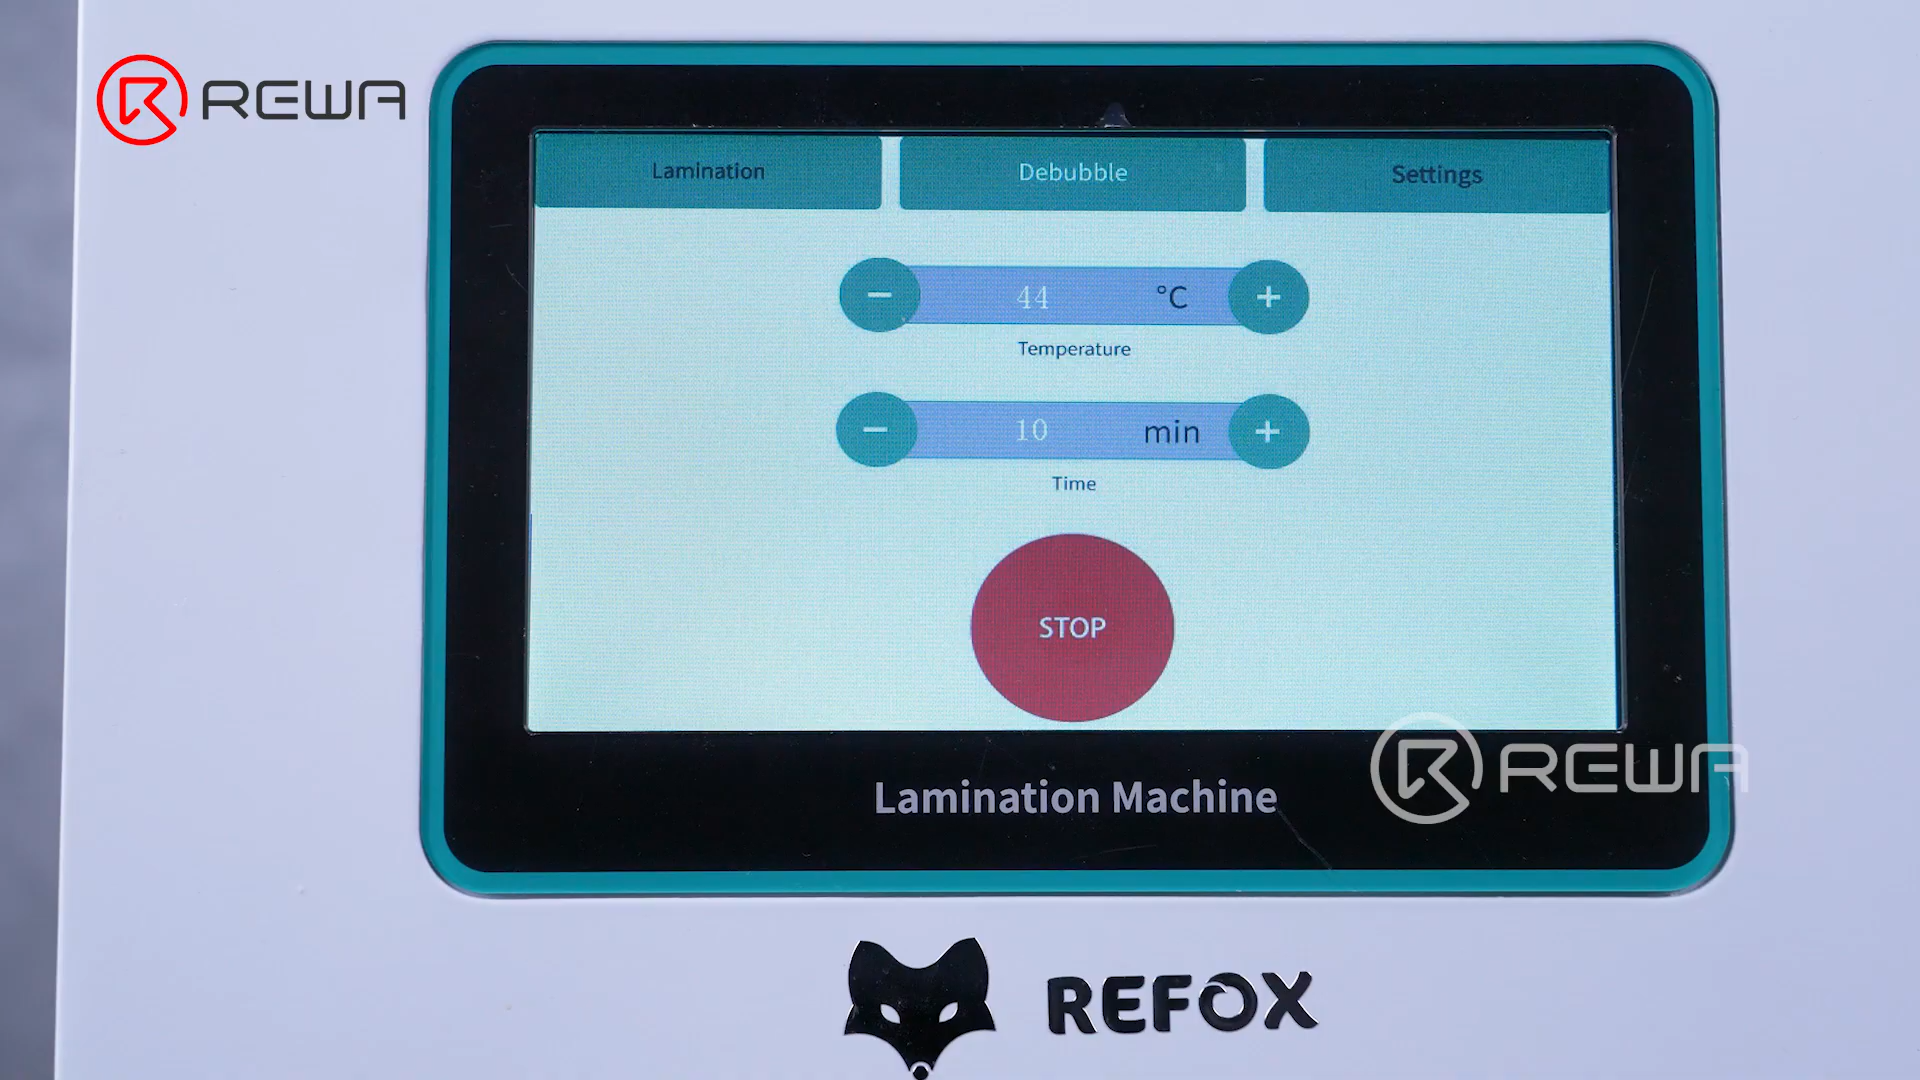 REWA
Lamination
Debubble
Settings
− 44 °C +
Temperature
− 10 min +
Time
STOP
REWA
Lamination Machine
REFOX